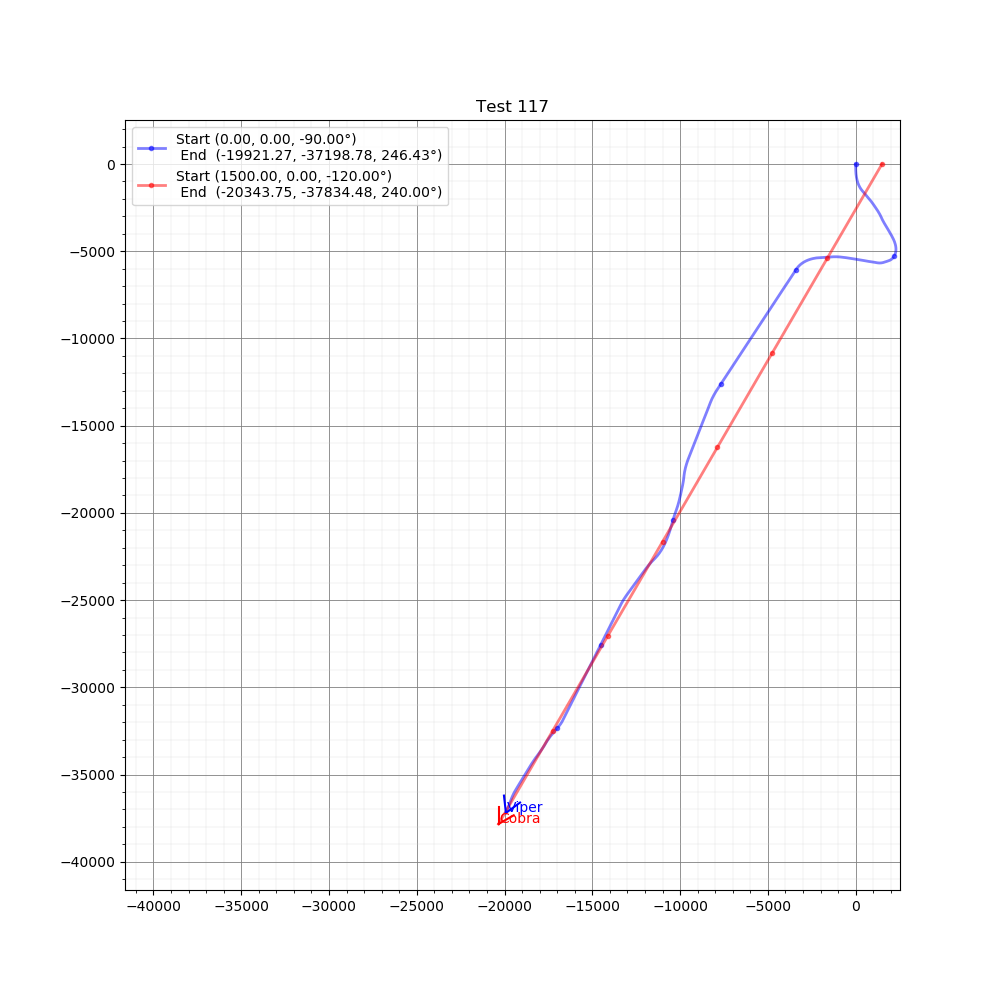 Test 117
Start (0.00, 0.00, -90.00°)
End (-19921.27, -37198.78, 246.43°)
Start (1500.00, 0.00, -120.00°)
End (-20343.75, -37834.48, 240.00°)
0
−5000
−10000
−15000
−20000
−25000
−30000
−35000
−40000
Viper
Cobra
−40000 −35000 −30000 −25000 −20000 −15000 −10000 −5000 0